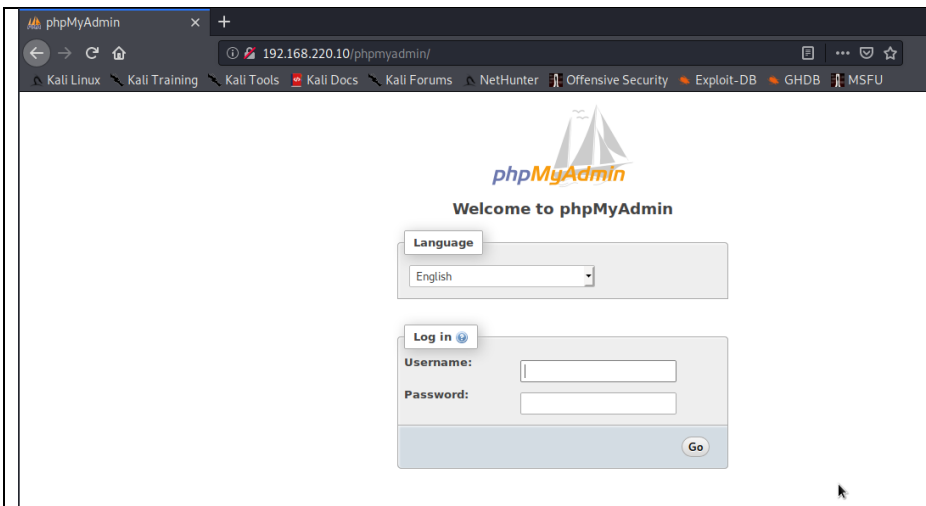 phpMyAdmin
192.168.220.10/phpmyadmin/
Kali Linux Kali Training Kali Tools Kali Docs Kali Forums NetHunter Offensive Security Exploit-DB GHDB MSFU
phpMyAdmin
Welcome to phpMyAdmin
Language
English
Log in
Username:
Password:
Go